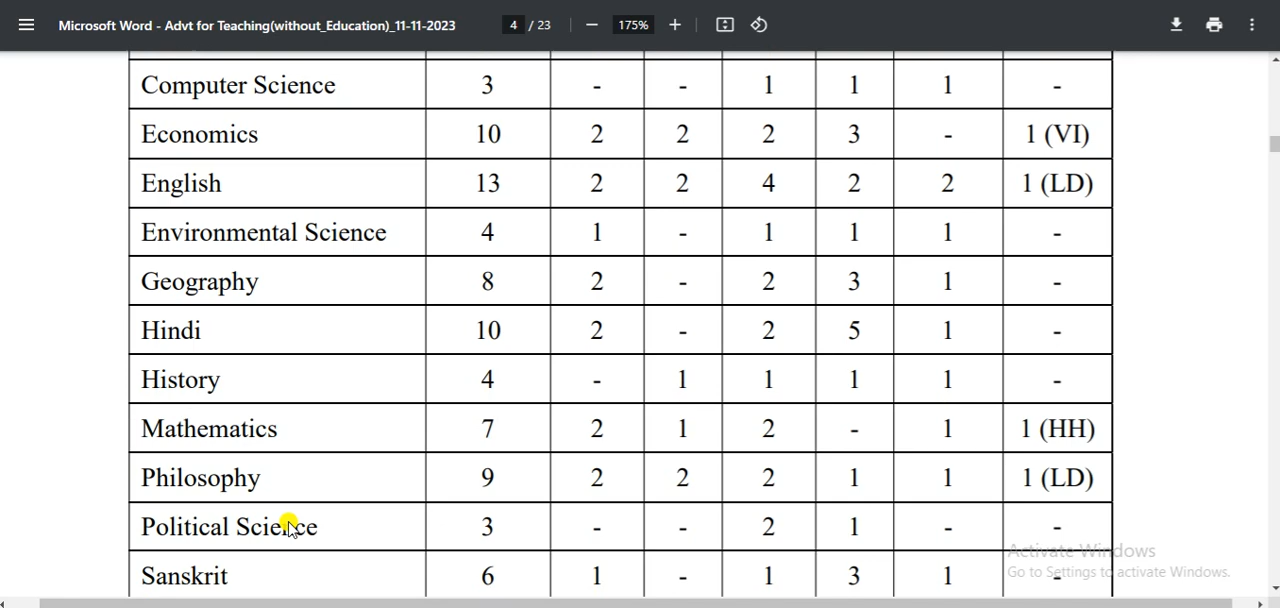 Microsoft Word - Advt for Teaching(without_Education)_11-11-2023 4 / 23 175%
Computer Science 3 - - 1 1 1 -
Economics 10 2 2 2 3 - 1 (VI)
English 13 2 2 4 2 2 1 (LD)
Environmental Science 4 1 - 1 1 1 -
Geography 8 2 - 2 3 1 -
Hindi 10 2 - 2 5 1 -
History 4 - 1 1 1 1 -
Mathematics 7 2 1 2 - 1 1 (HH)
Philosophy 9 2 2 2 1 1 1 (LD)
Political Science 3 - - 2 1 - -
Activate Windows
Sanskrit 6 1 - 1 3 1 -
Go to Settings to activate Windows.